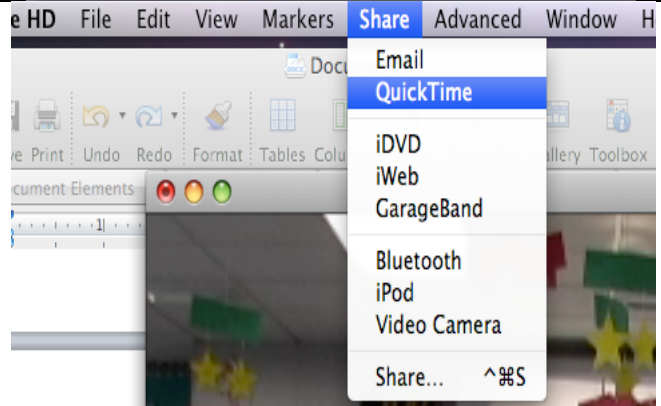 e HD File Edit View Markers Share Advanced Window H
Docu
Email
QuickTime
ve Print Undo Redo Format Tables Colu
allery Toolbox
iDVD
cument Elements
iWeb
GarageBand
1
Bluetooth
iPod
Video Camera
Share... ^⌘S